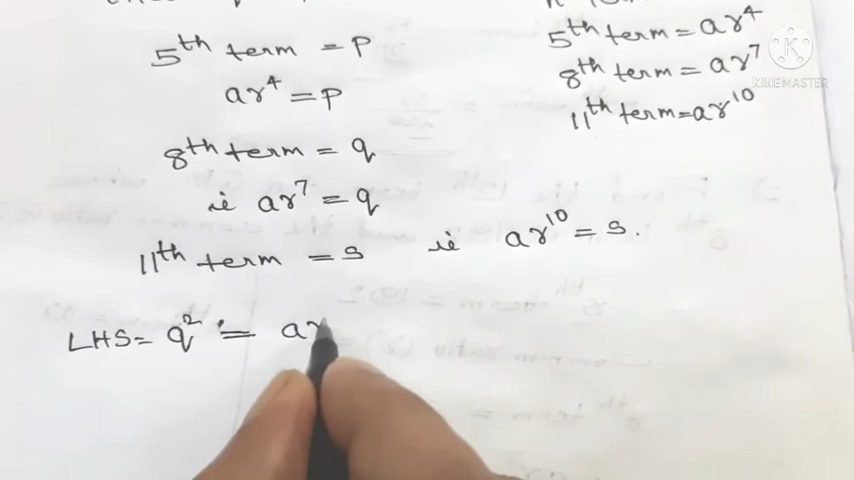 5th term = P
ar⁴ = P
8th term = q
ie ar⁷ = q
11th term = s ie ar¹⁰ = s.
LHS = q² = ar
5th term = ar⁴
8th term = ar⁷
11th term = ar¹⁰
K
KINEMASTER